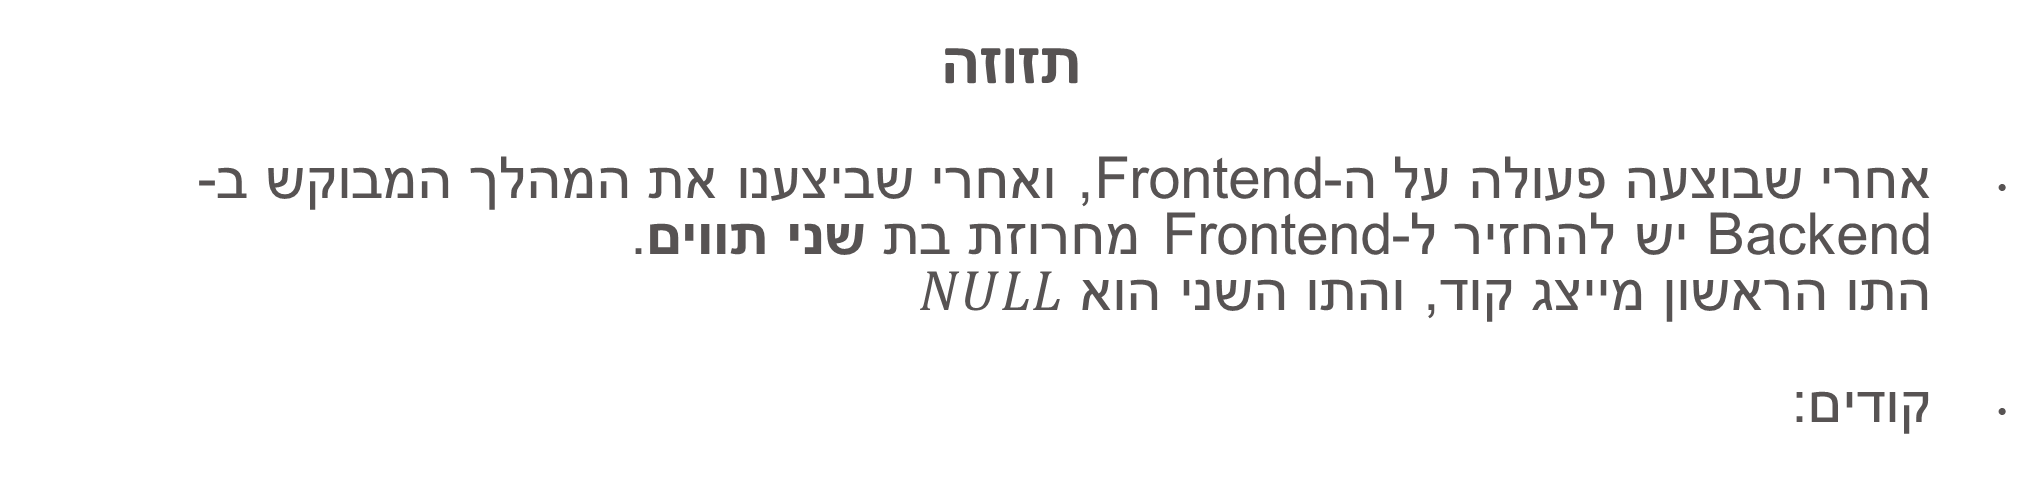 תזוזה
• אחרי שבוצעה פעולה על ה-Frontend, ואחרי שביצענו את המהלך המבוקש ב-
Backend יש להחזיר ל-Frontend מחרוזת בת שני תווים.
התו הראשון מייצג קוד, והתו השני הוא NULL
• קודים: